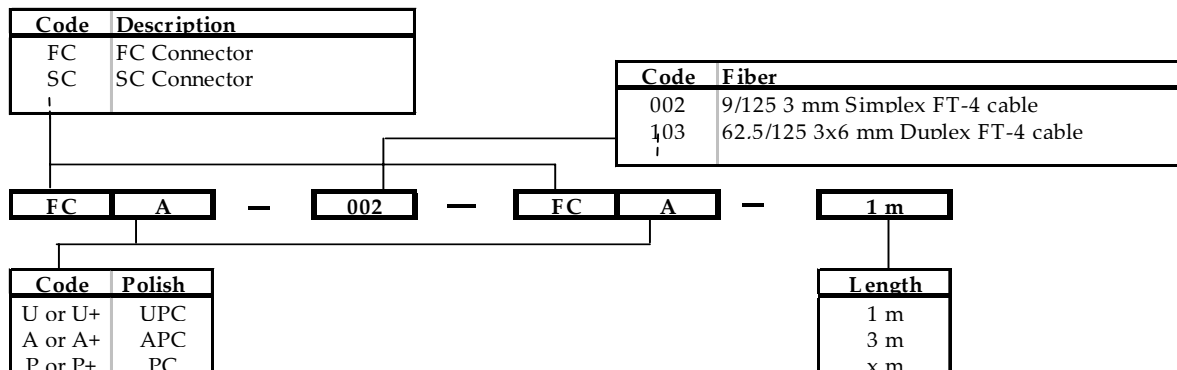 Code Description
FC FC Connector
SC SC Connector
Code Fiber
002 9/125 3 mm Simplex FT-4 cable
103 62.5/125 3x6 mm Duplex FT-4 cable
FC A — 002 — FC A — 1 m
Code Polish
U or U+ UPC
A or A+ APC
P or P+ PC
Length
1 m
3 m
x m